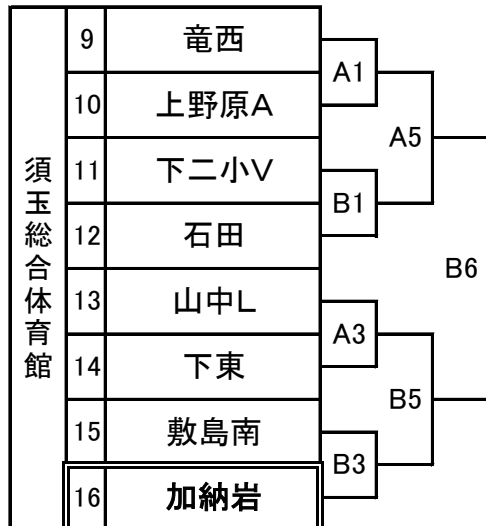 須玉総合体育館
9 竜西
10 上野原A
11 下二小V
12 石田
13 山中L
14 下東
15 敷島南
16 加納岩
A1
B1
A3
B3
A5
B5
B6